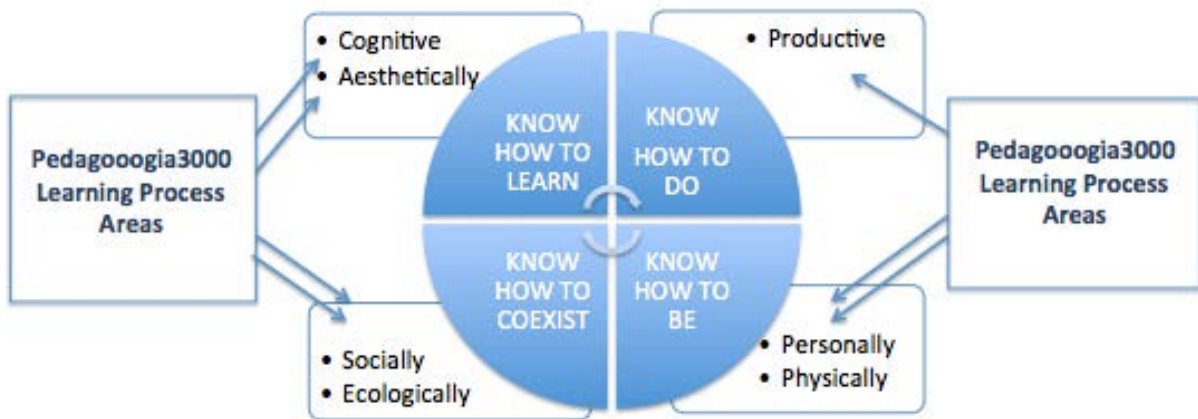 • Cognitive
• Aesthetically
• Productive
Pedagooogia3000
Learning Process
Areas
KNOW
HOW TO
LEARN
KNOW
HOW TO
DO
Pedagooogia3000
Learning Process
Areas
KNOW
HOW TO
COEXIST
KNOW
HOW TO
BE
• Socially
• Ecologically
• Personally
• Physically